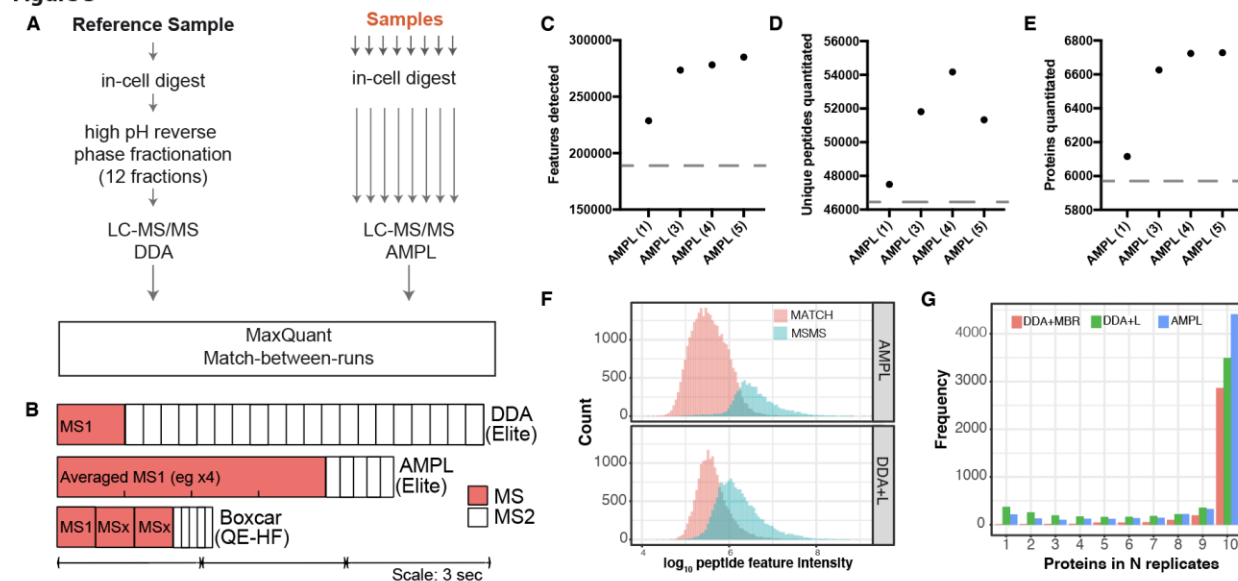 A
Reference Sample
in-cell digest
high pH reverse
phase fractionation
(12 fractions)
LC-MS/MS
DDA
Samples
in-cell digest
LC-MS/MS
AMPL
MaxQuant
Match-between-runs
B
MS1
DDA
(Elite)
Averaged MS1 (eg x4)
AMPL
(Elite)
MS1
MSx
MSx
Boxcar
(QE-HF)
MS
MS2
Scale: 3 sec
C
Features detected
300000
250000
200000
150000
AMPL (1)
AMPL (3)
AMPL (4)
AMPL (5)
D
Unique peptides quantitated
56000
54000
52000
50000
48000
46000
AMPL (1)
AMPL (3)
AMPL (4)
AMPL (5)
E
Proteins quantitated
6800
6600
6400
6200
6000
5800
AMPL (1)
AMPL (3)
AMPL (4)
AMPL (5)
F
MATCH
MSMS
1000
500
0
AMPL
Count
1000
500
0
DDA+L
4
6
8
log10 peptide feature intensity
G
DDA+MBR
DDA+L
AMPL
Frequency
4000
3000
2000
1000
0
1 2 3 4 5 6 7 8 9 10
Proteins in N replicates